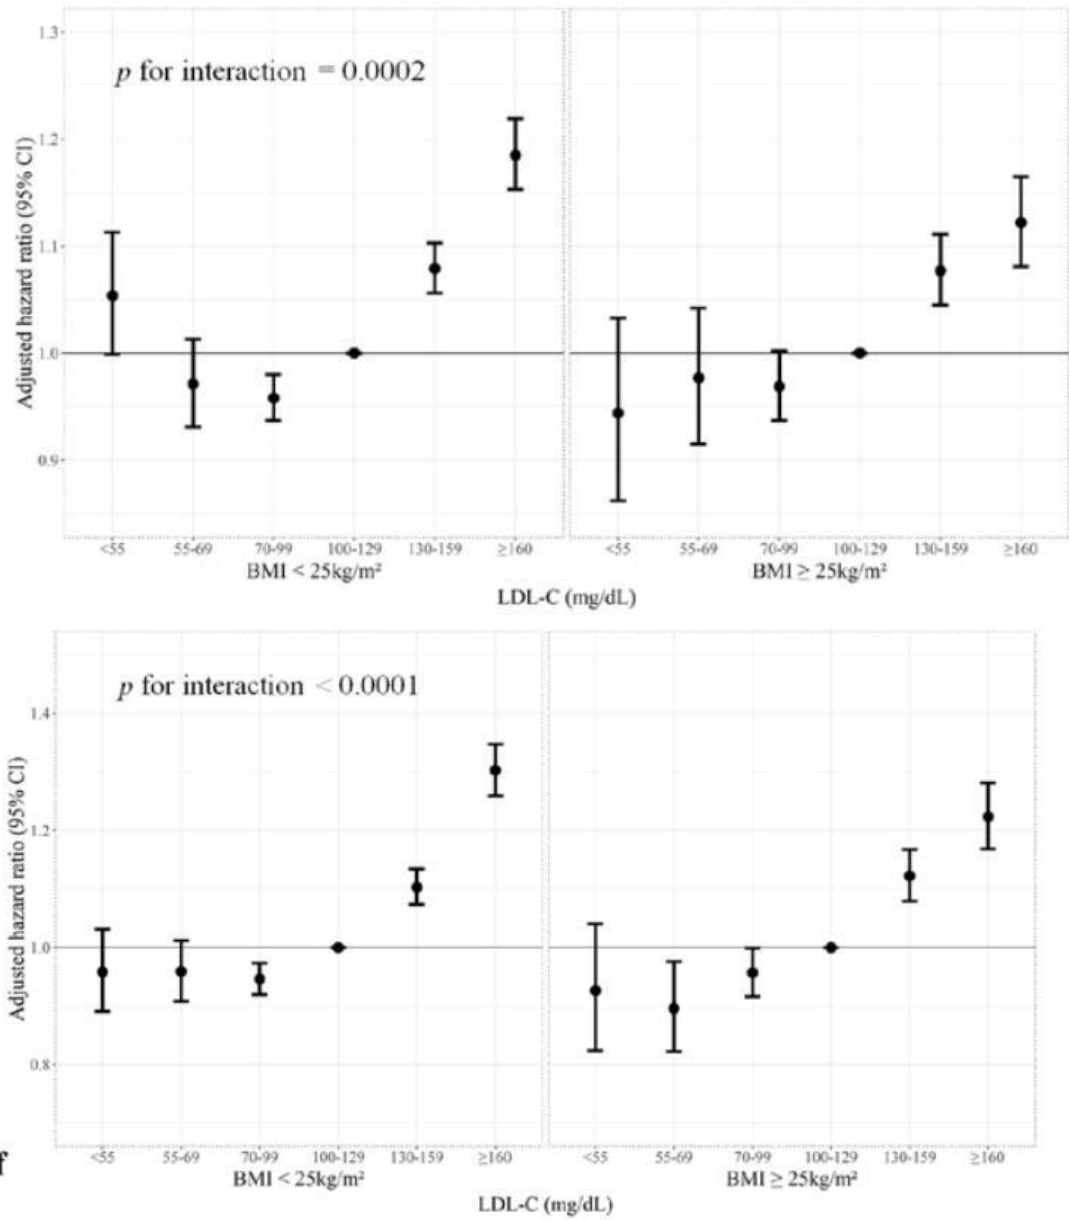 p for interaction = 0.0002
Adjusted hazard ratio (95% CI)
1.3
1.2
1.1
1.0
0.9
<55 55-69 70-99 100-129 130-159 ≥160 <55 55-69 70-99 100-129 130-159 ≥160
BMI < 25kg/m² BMI ≥ 25kg/m²
LDL-C (mg/dL)
p for interaction < 0.0001
Adjusted hazard ratio (95% CI)
1.4
1.2
1.0
0.8
f
<55 55-69 70-99 100-129 130-159 ≥160 <55 55-69 70-99 100-129 130-159 ≥160
BMI < 25kg/m² BMI ≥ 25kg/m²
LDL-C (mg/dL)